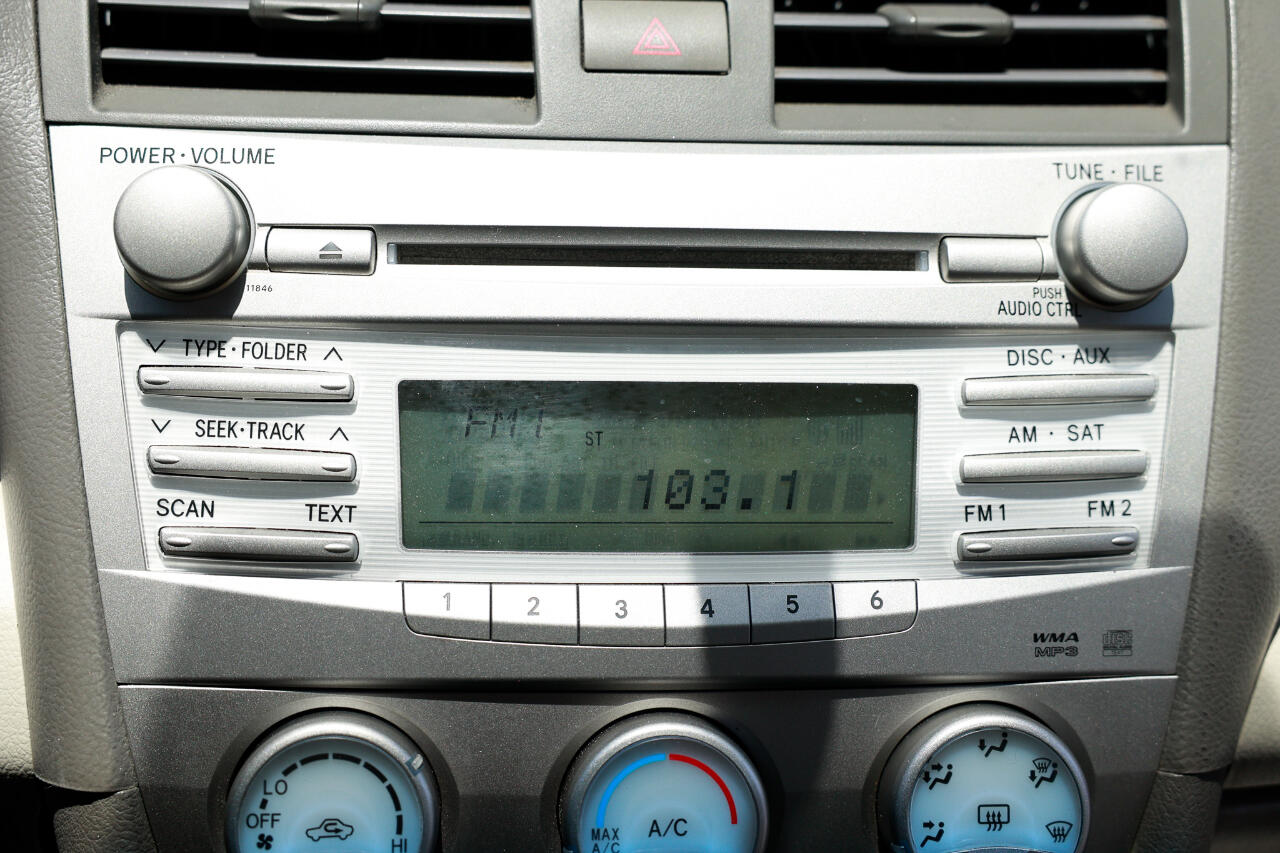 POWER · VOLUME
TUNE · FILE
11846
PUSH
AUDIO CTRL
TYPE · FOLDER
DISC · AUX
SEEK · TRACK
AM · SAT
SCAN TEXT
FM1 FM2
FM1
ST
103.1
1 2 3 4 5 6
WMA
MP3
LO
OFF
HI
MAX
A/C
A/C